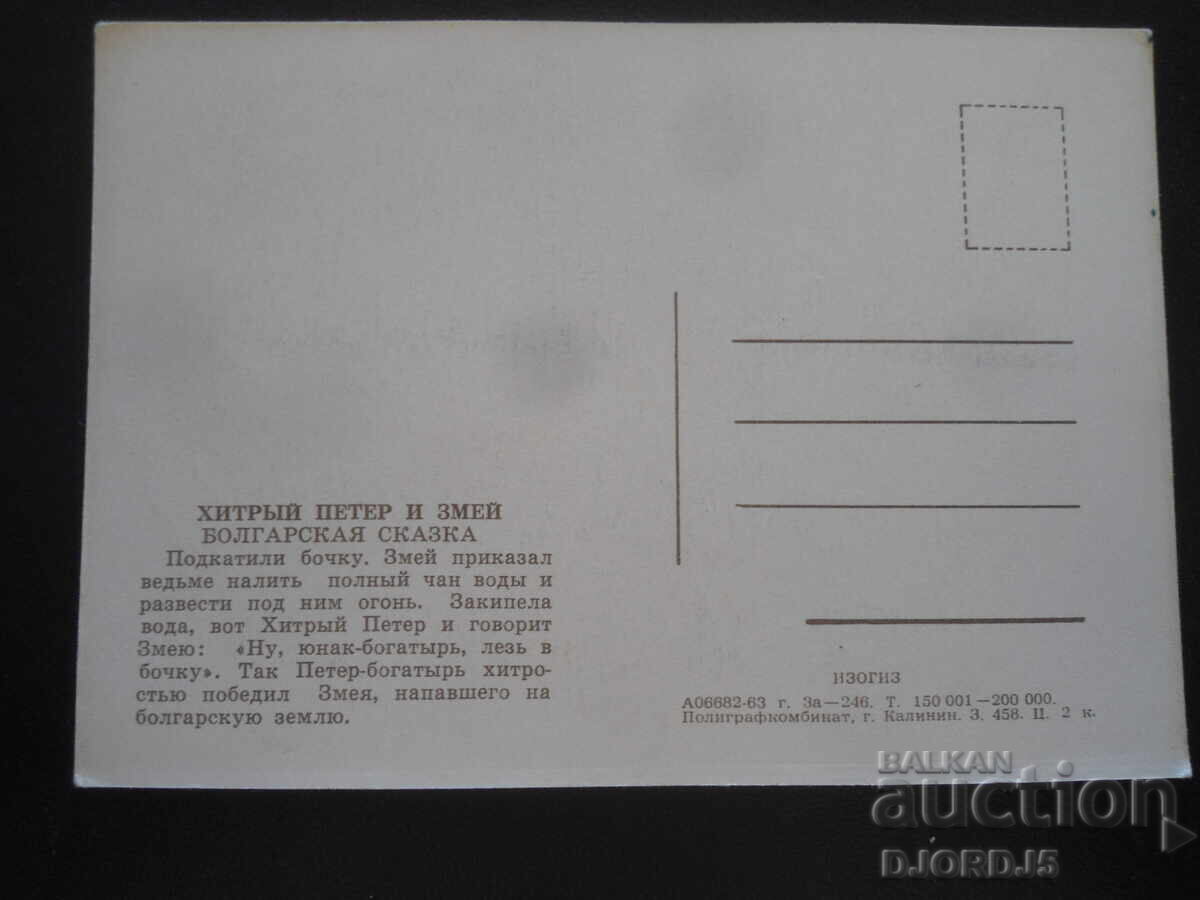 ХИТРЫЙ ПЕТЕР И ЗМЕЙ
БОЛГАРСКАЯ СКАЗКА
Подкатили бочку. Змей приказал
ведьме налить полный чан воды и
развести под ним огонь. Закипела
вода, вот Хитрый Петер и говорит
Змею: «Ну, юнак-богатырь, лезь в
бочку». Так Петер-богатырь хитро-
стью победил Змея, напавшего на
болгарскую землю.
ИЗОГИЗ
А06682-63 г. За—246. Т. 150 001—200 000.
Полиграфкомбинат, г. Калинин. З. 458. Ц. 2 к.
BALKAN
auction
DJORDJ5